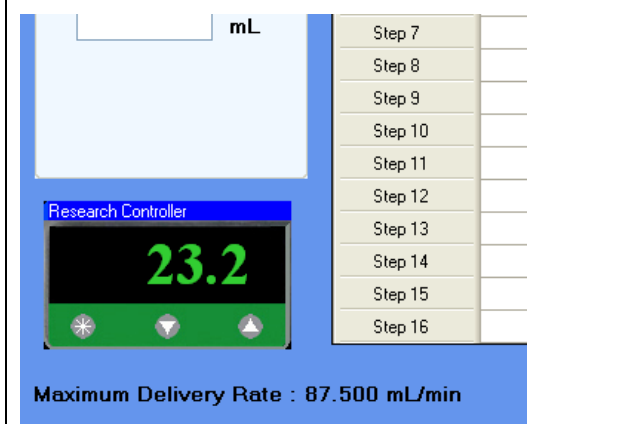 mL
Step 7
Step 8
Step 9
Step 10
Step 11
Step 12
Step 13
Step 14
Step 15
Step 16
Research Controller
23.2
Maximum Delivery Rate : 87.500 mL/min